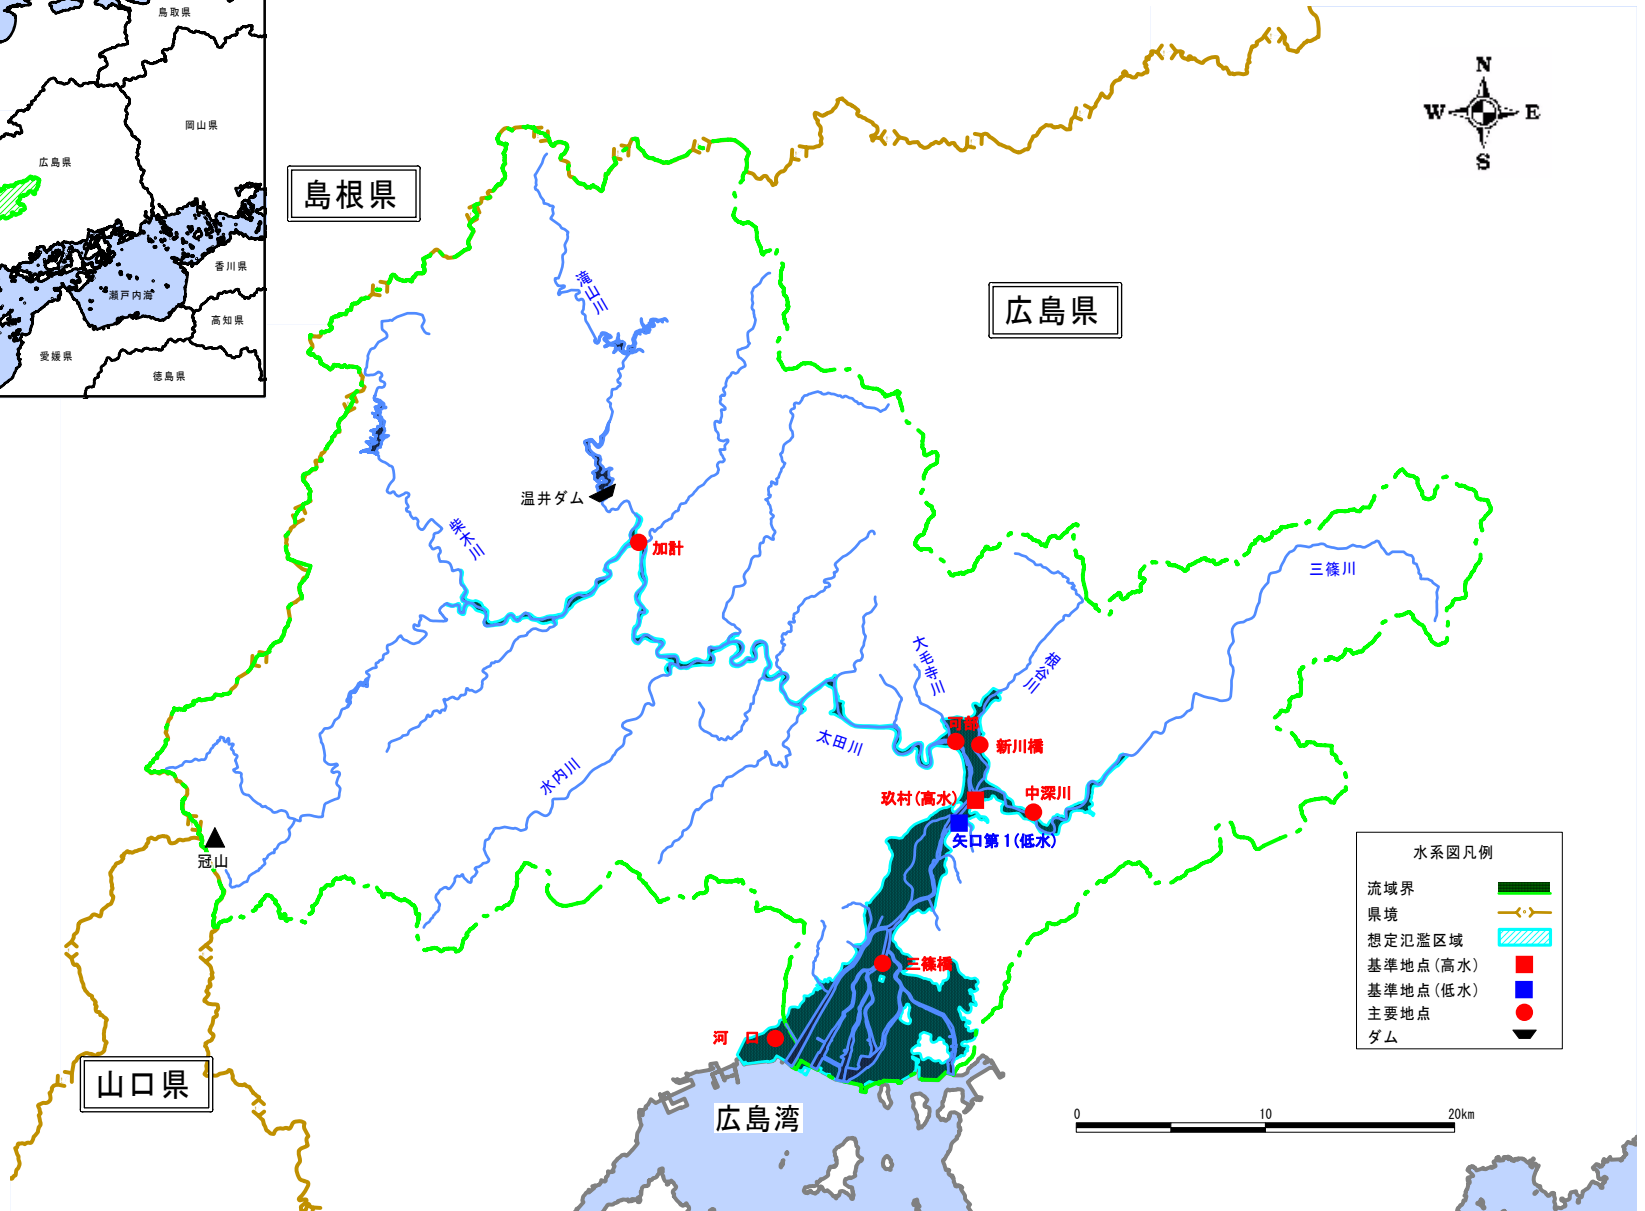 鳥取県
岡山県
広島県
香川県
瀬戸内海
高知県
愛媛県
徳島県
島根県
広島県
N
W
E
S
滝山川
温井ダム
柴木川
加計
三篠川
大毛寺川
根谷川
可部
新川橋
太田川
水内川
玖村(高水)
中深川
矢口第1(低水)
冠山
三篠橋
河 口
山口県
広島湾
水系図凡例
流域界
県境
想定氾濫区域
基準地点(高水)
基準地点(低水)
主要地点
ダム
0
10
20km